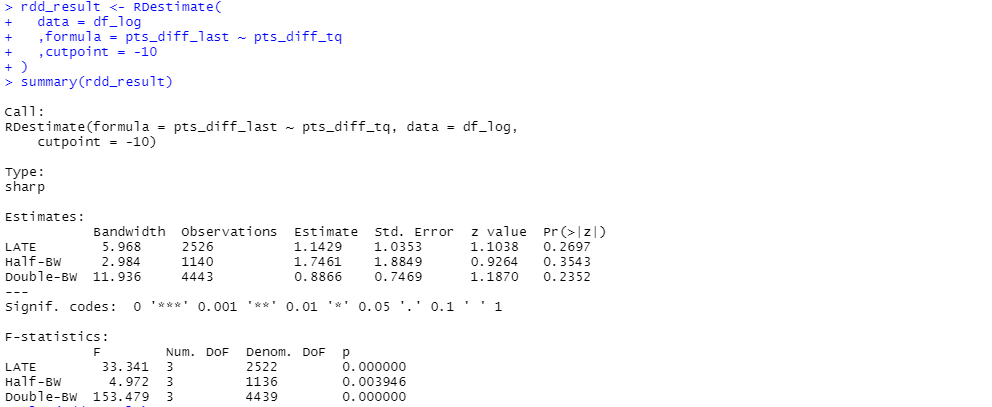 > rdd_result <- RDestimate(
+   data = df_log
+   ,formula = pts_diff_last ~ pts_diff_tq
+   ,cutpoint = -10
+ )
> summary(rdd_result)

Call:
RDestimate(formula = pts_diff_last ~ pts_diff_tq, data = df_log,
    cutpoint = -10)

Type:
sharp

Estimates:
           Bandwidth  Observations  Estimate  Std. Error  z value  Pr(>|z|)
LATE        5.968     2526          1.1429    1.0353      1.1038   0.2697
Half-BW     2.984     1140          1.7461    1.8849      0.9264   0.3543
Double-BW  11.936     4443          0.8866    0.7469      1.1870   0.2352
---
Signif. codes:  0 '***' 0.001 '**' 0.01 '*' 0.05 '.' 0.1 ' ' 1

F-statistics:
           F        Num. DoF  Denom. DoF  p
LATE        33.341  3         2522        0.000000
Half-BW      4.972  3         1136        0.003946
Double-BW  153.479  3         4439        0.000000